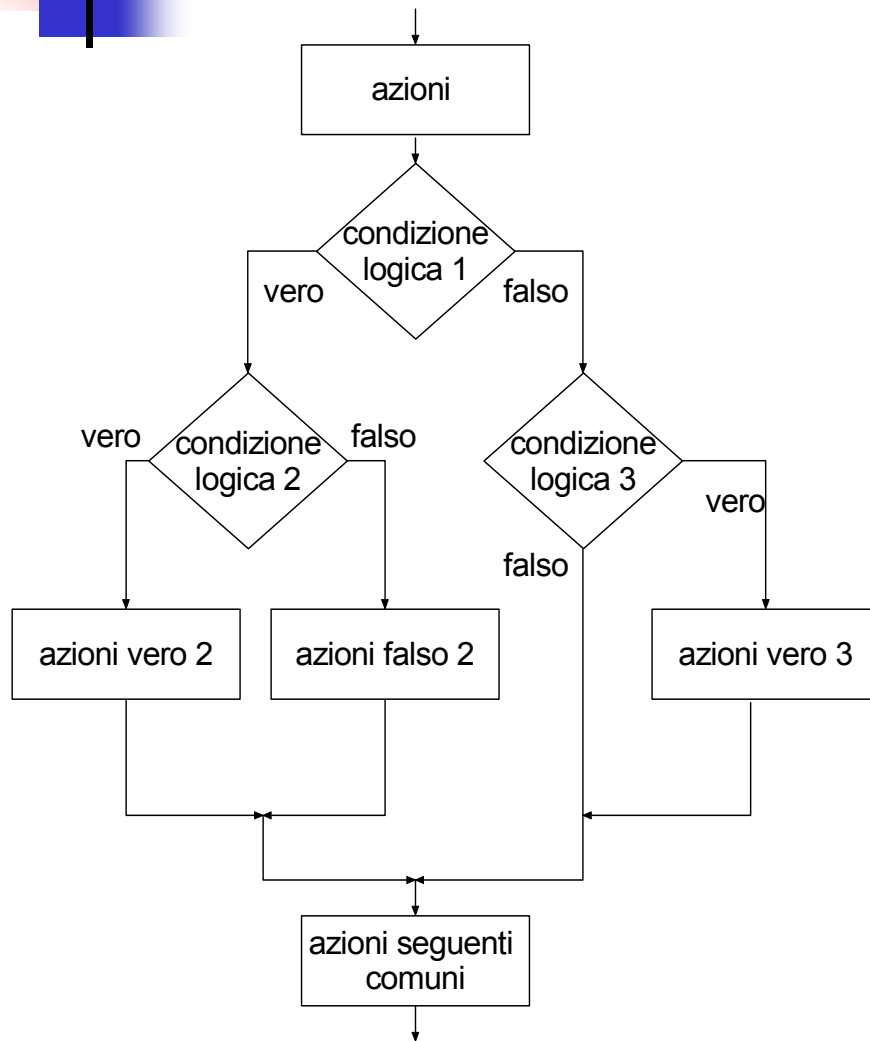 azioni
condizione
logica 1
vero
falso
vero
condizione
logica 2
falso
condizione
logica 3
vero
falso
azioni vero 2
azioni falso 2
azioni vero 3
azioni seguenti
comuni